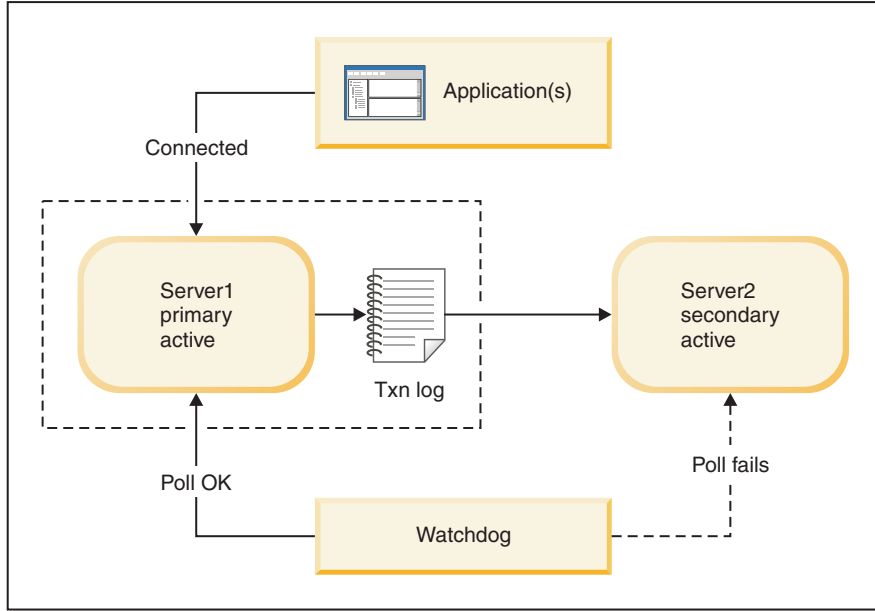 Application(s)
Connected
Server1
primary
active
Txn log
Server2
secondary
active
Poll OK
Poll fails
Watchdog